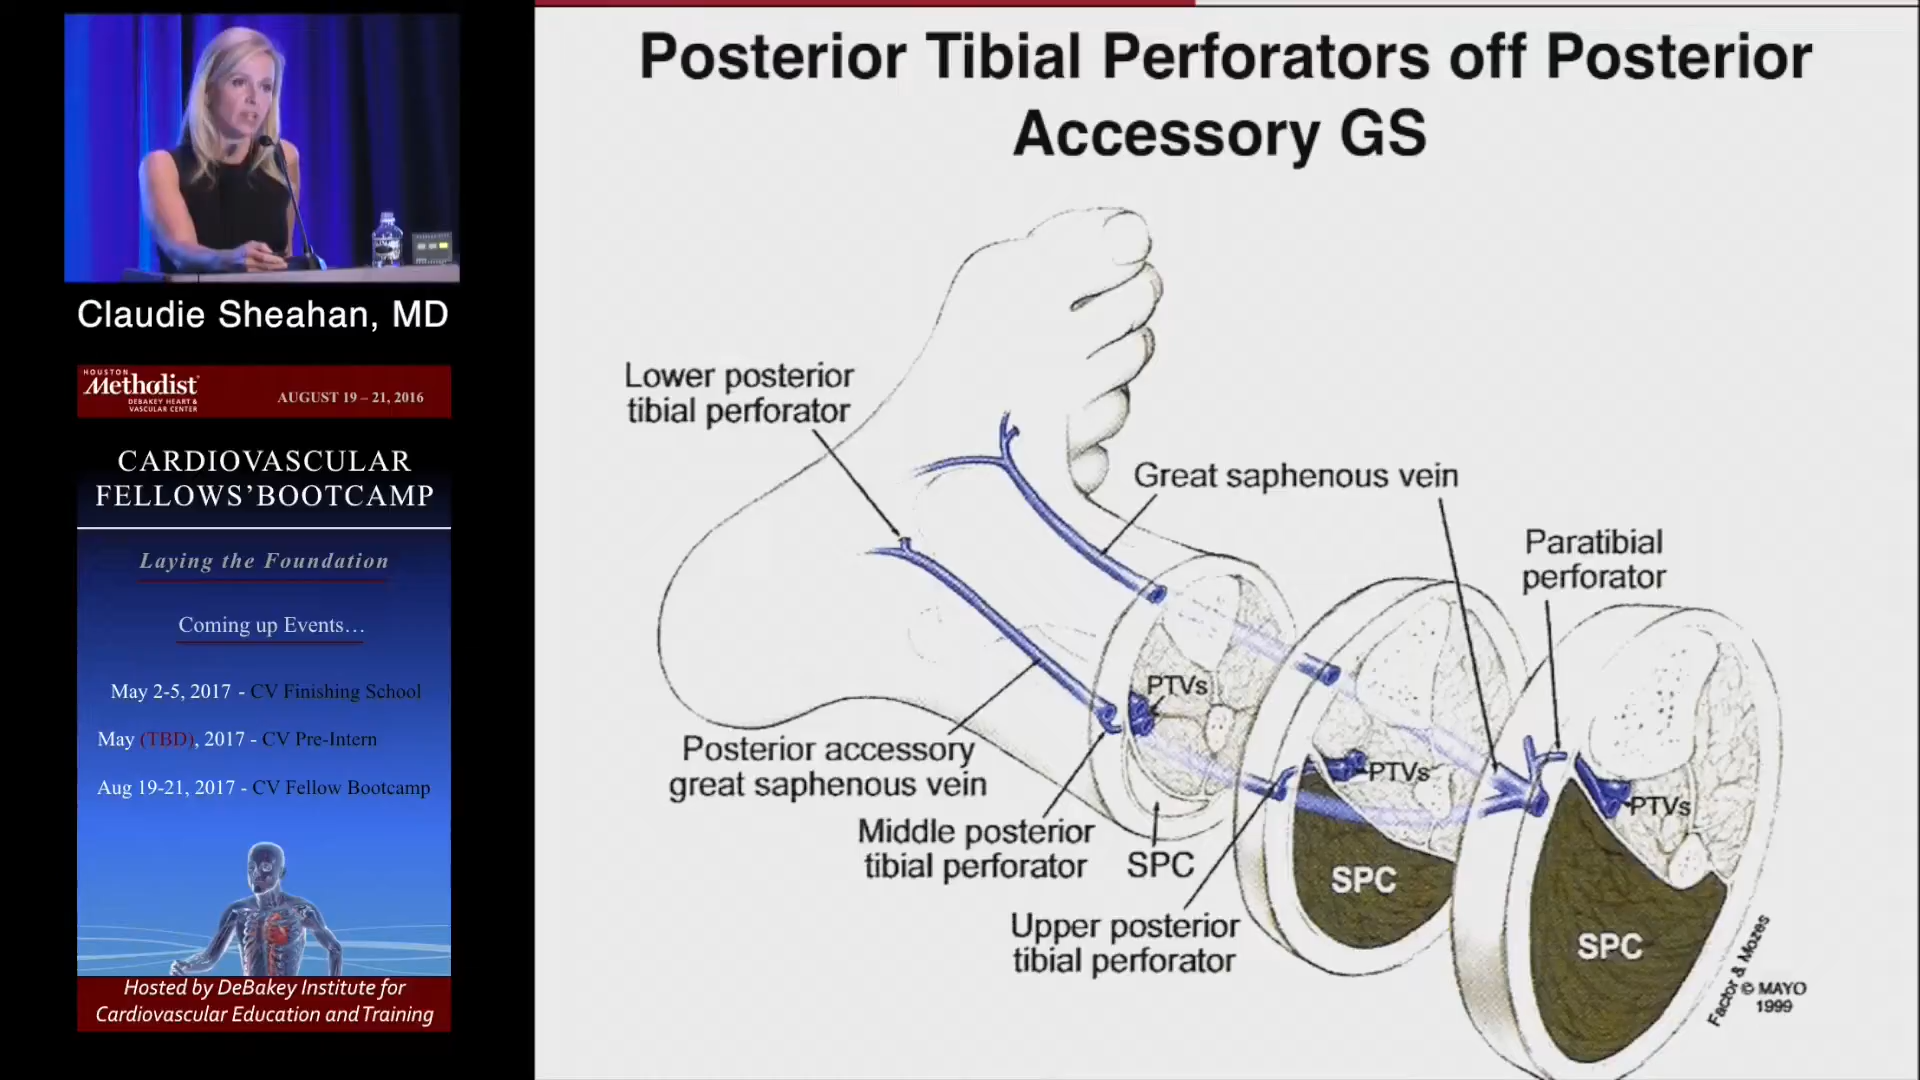 Claudie Sheahan, MD
HOUSTON
Methodist
DEBAKEY HEART &
VASCULAR CENTER
AUGUST 19 – 21, 2016
CARDIOVASCULAR
FELLOWS'BOOTCAMP
Laying the Foundation
Coming up Events…
May 2-5, 2017 - CV Finishing School
May (TBD), 2017 - CV Pre-Intern
Aug 19-21, 2017 - CV Fellow Bootcamp
Hosted by DeBakey Institute for
Cardiovascular Education and Training
Posterior Tibial Perforators off Posterior
Accessory GS
Lower posterior
tibial perforator
Great saphenous vein
Paratibial
perforator
PTVs
PTVs
PTVs
Posterior accessory
great saphenous vein
Middle posterior
tibial perforator
SPC
SPC
SPC
Upper posterior
tibial perforator
Factor & Mozes
© MAYO
1999